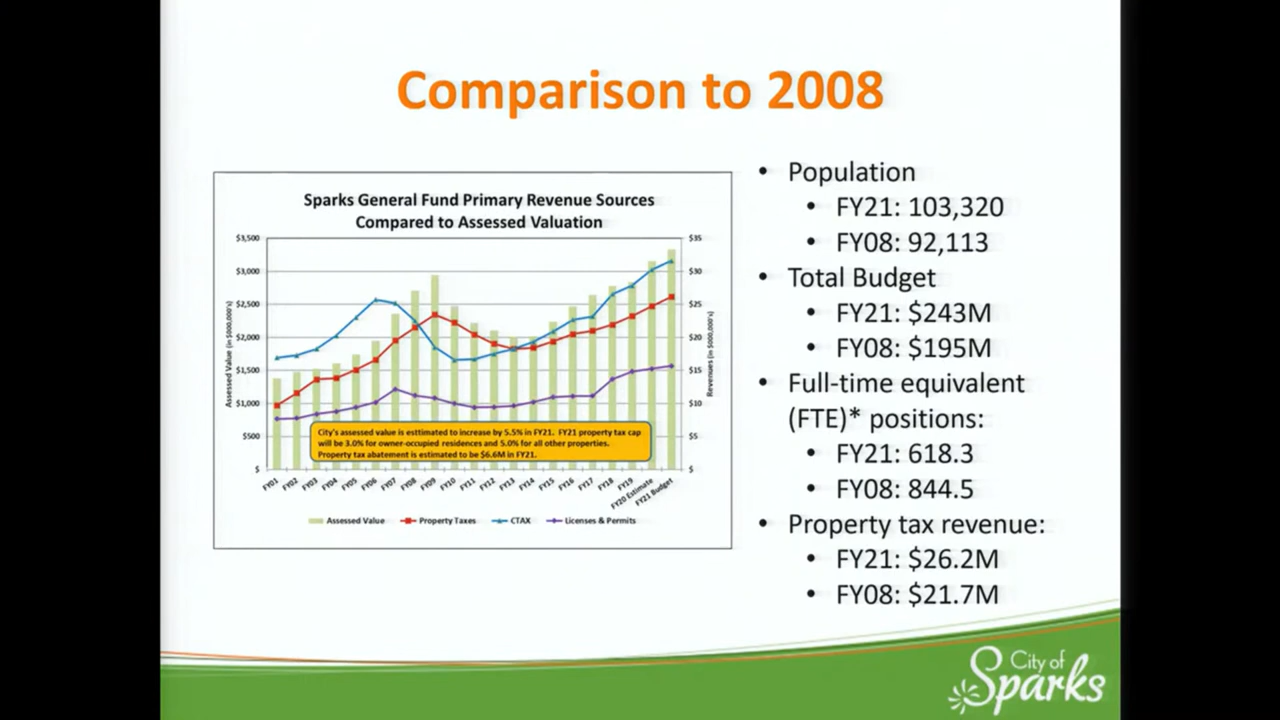 Comparison to 2008
Sparks General Fund Primary Revenue Sources
Compared to Assessed Valuation
$3,500
$3,000
$2,500
$2,000
$1,500
$1,000
$500
$
Assessed Value (in $000,000's)
$35
$30
$25
$20
$15
$10
$5
$
Revenues (in $000,000's)
City's assessed value is esttimated to increase by 5.5% in FY21. FY21 property tax cap
will be 3.0% for owner-occupied residences and 5.0% for all other properties.
Property tax abatement is estimated to be $6.6M in FY21.
FY01 FY02 FY03 FY04 FY05 FY06 FY07 FY08 FY09 FY10 FY11 FY12 FY13 FY14 FY15 FY16 FY17 FY18 FY19 FY20 Estimate FY21 Budget
Assessed Value Property Taxes CTAX Licenses & Permits
• Population
• FY21: 103,320
• FY08: 92,113
• Total Budget
• FY21: $243M
• FY08: $195M
• Full-time equivalent
(FTE)* positions:
• FY21: 618.3
• FY08: 844.5
• Property tax revenue:
• FY21: $26.2M
• FY08: $21.7M
City of
Sparks